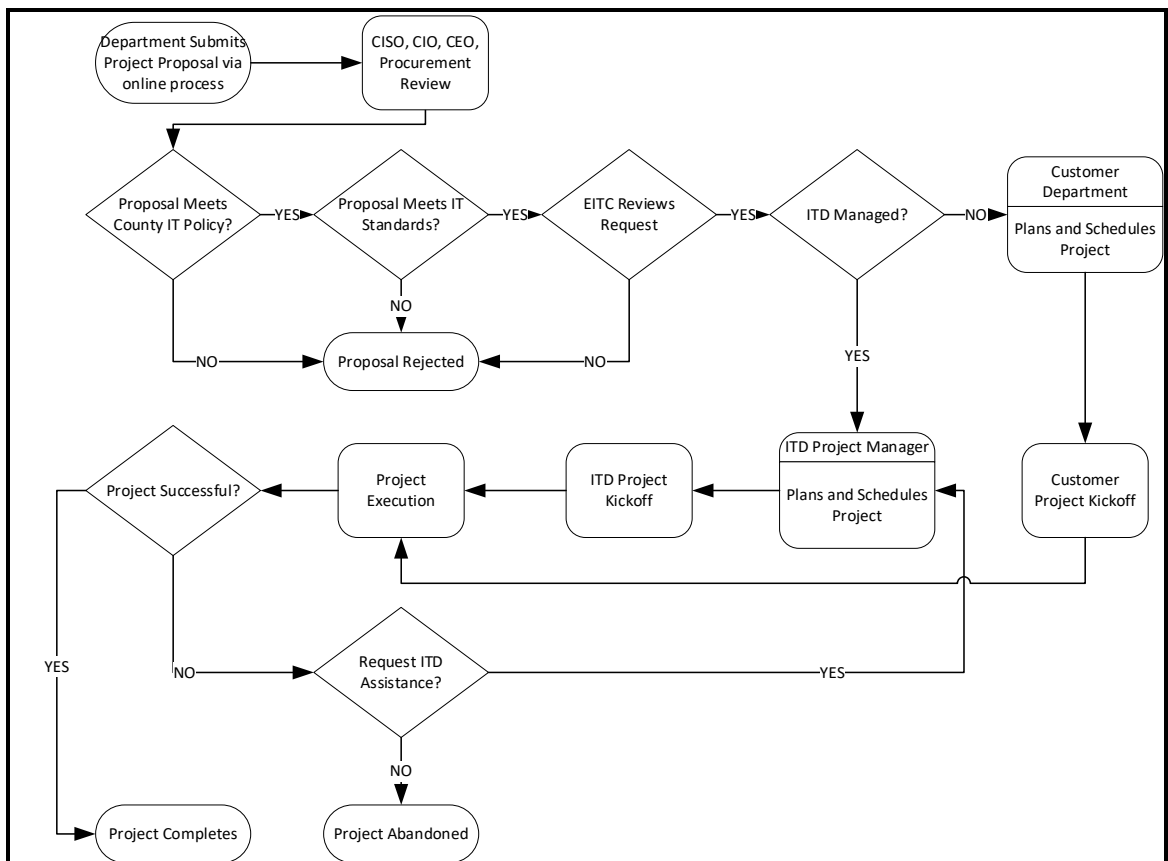 Department Submits
Project Proposal via
online process
CISO, CIO, CEO,
Procurement
Review
Proposal Meets
County IT Policy?
YES
Proposal Meets IT
Standards?
YES
EITC Reviews
Request
YES
ITD Managed?
NO
Customer
Department
Plans and Schedules
Project
NO
NO
NO
YES
Proposal Rejected
Project Successful?
Project
Execution
ITD Project
Kickoff
ITD Project Manager
Plans and Schedules
Project
Customer
Project Kickoff
YES
NO
Request ITD
Assistance?
YES
NO
Project Completes
Project Abandoned